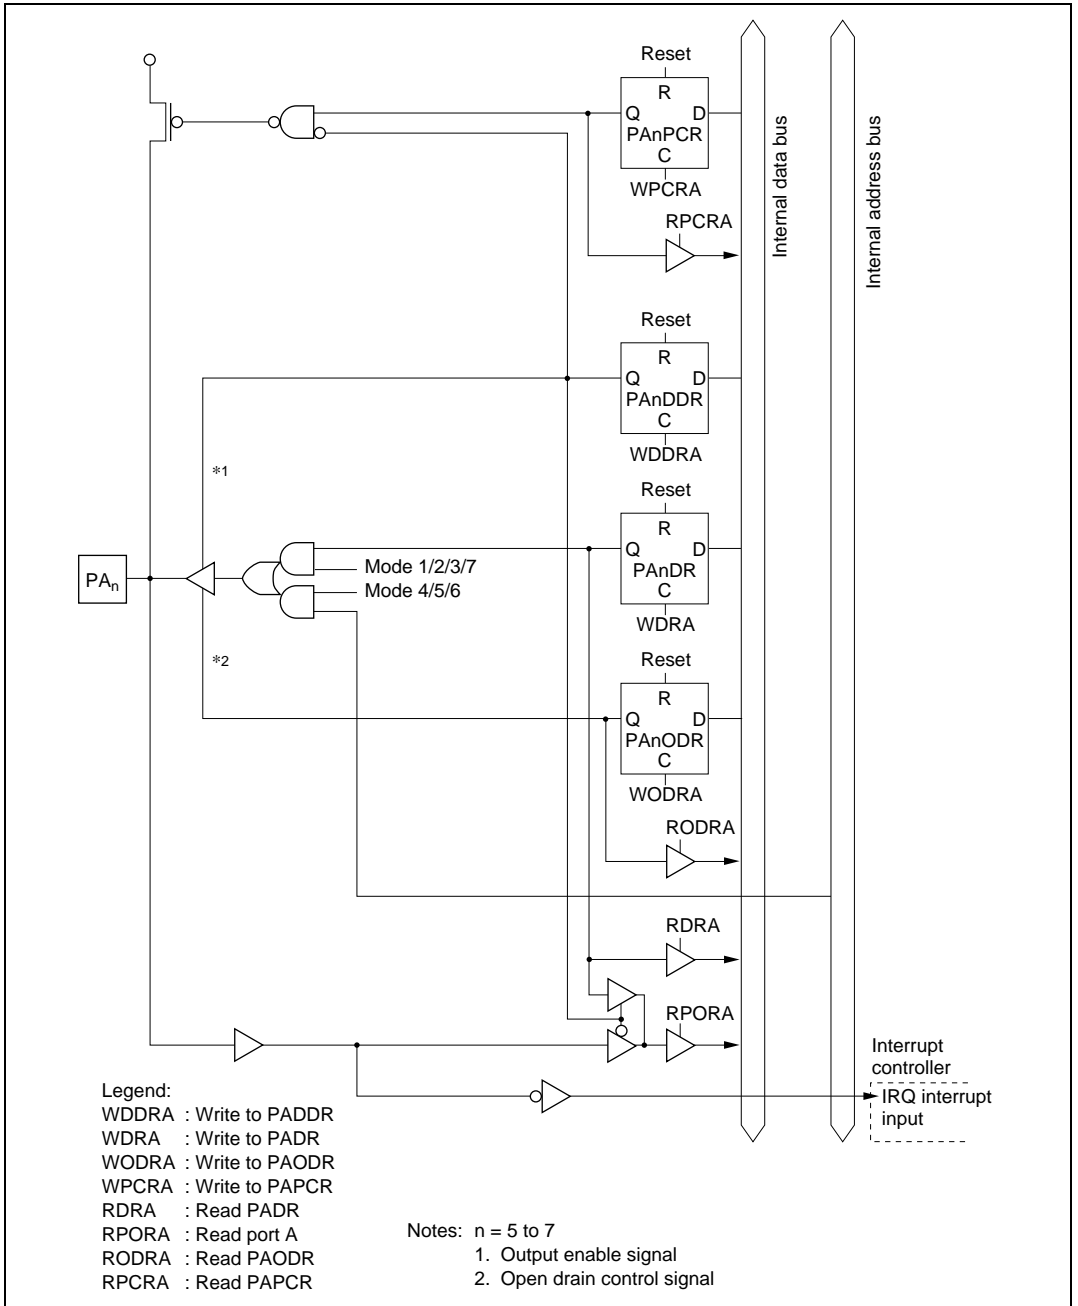 Reset
R
Q D
PAnPCR
C
WPCRA
RPCRA
Internal data bus
Internal address bus
Reset
R
Q D
PAnDDR
C
WDDRA
*1
Reset
R
Q D
PAnDR
C
WDRA
Mode 1/2/3/7
Mode 4/5/6
PAn
*2
Reset
R
Q D
PAnODR
C
WODRA
RODRA
RDRA
RPORA
Interrupt
controller
IRQ interrupt
input
Legend:
WDDRA : Write to PADDR
WDRA : Write to PADR
WODRA : Write to PAODR
WPCRA : Write to PAPCR
RDRA : Read PADR
RPORA : Read port A
RODRA : Read PAODR
RPCRA : Read PAPCR
Notes: n = 5 to 7
1. Output enable signal
2. Open drain control signal